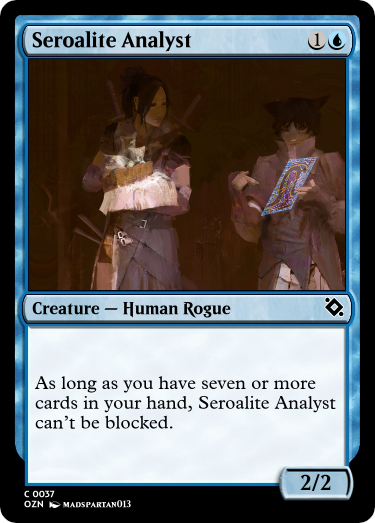 Seroalite Analyst 1
Creature — Human Rogue
As long as you have seven or more
cards in your hand, Seroalite Analyst
can't be blocked.
2/2
C 0037
OZN MADSPARTAN013